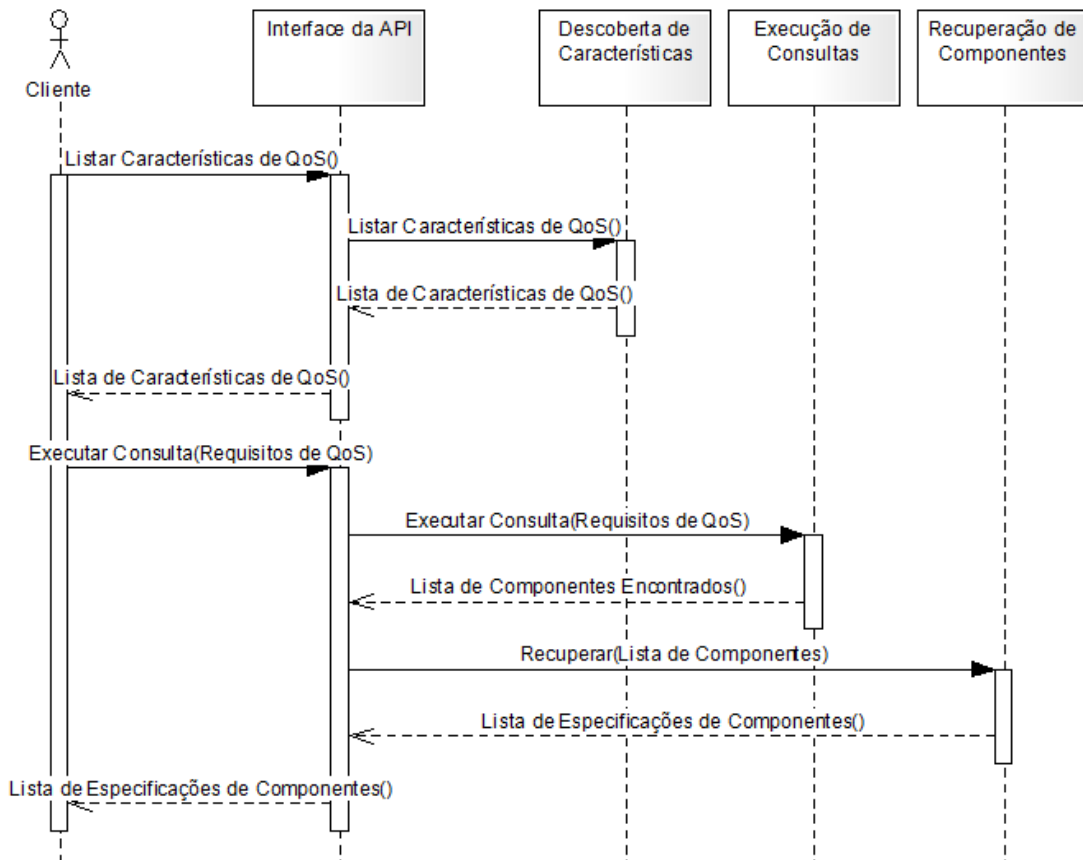 Cliente
Interface da API
Descoberta de
Características
Execução de
Consultas
Recuperação de
Componentes
Listar Características de QoS()
Listar Características de QoS()
Lista de Características de QoS()
Lista de Características de QoS()
Executar Consulta(Requisitos de QoS)
Executar Consulta(Requisitos de QoS)
Lista de Componentes Encontrados()
Recuperar(Lista de Componentes)
Lista de Especificações de Componentes()
Lista de Especificações de Componentes()